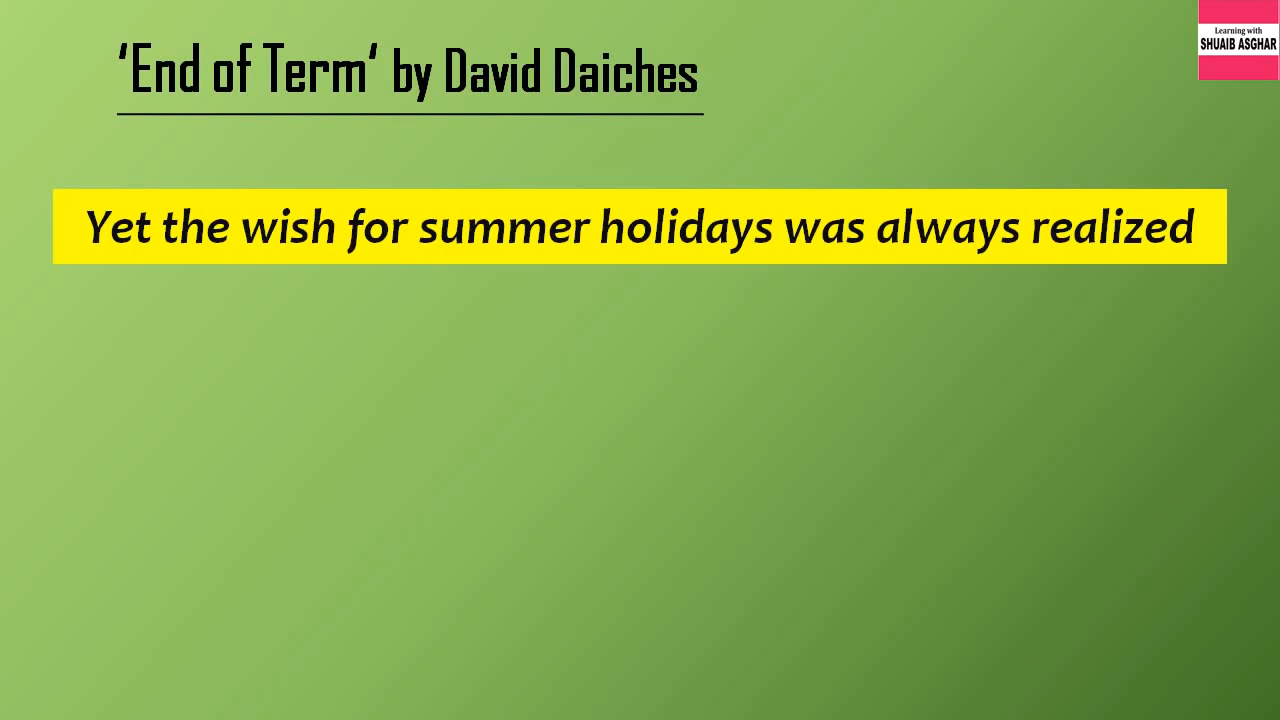 ‘End of Term‘ by David Daiches
Learning with
SHUAIB ASGHAR
Yet the wish for summer holidays was always realized